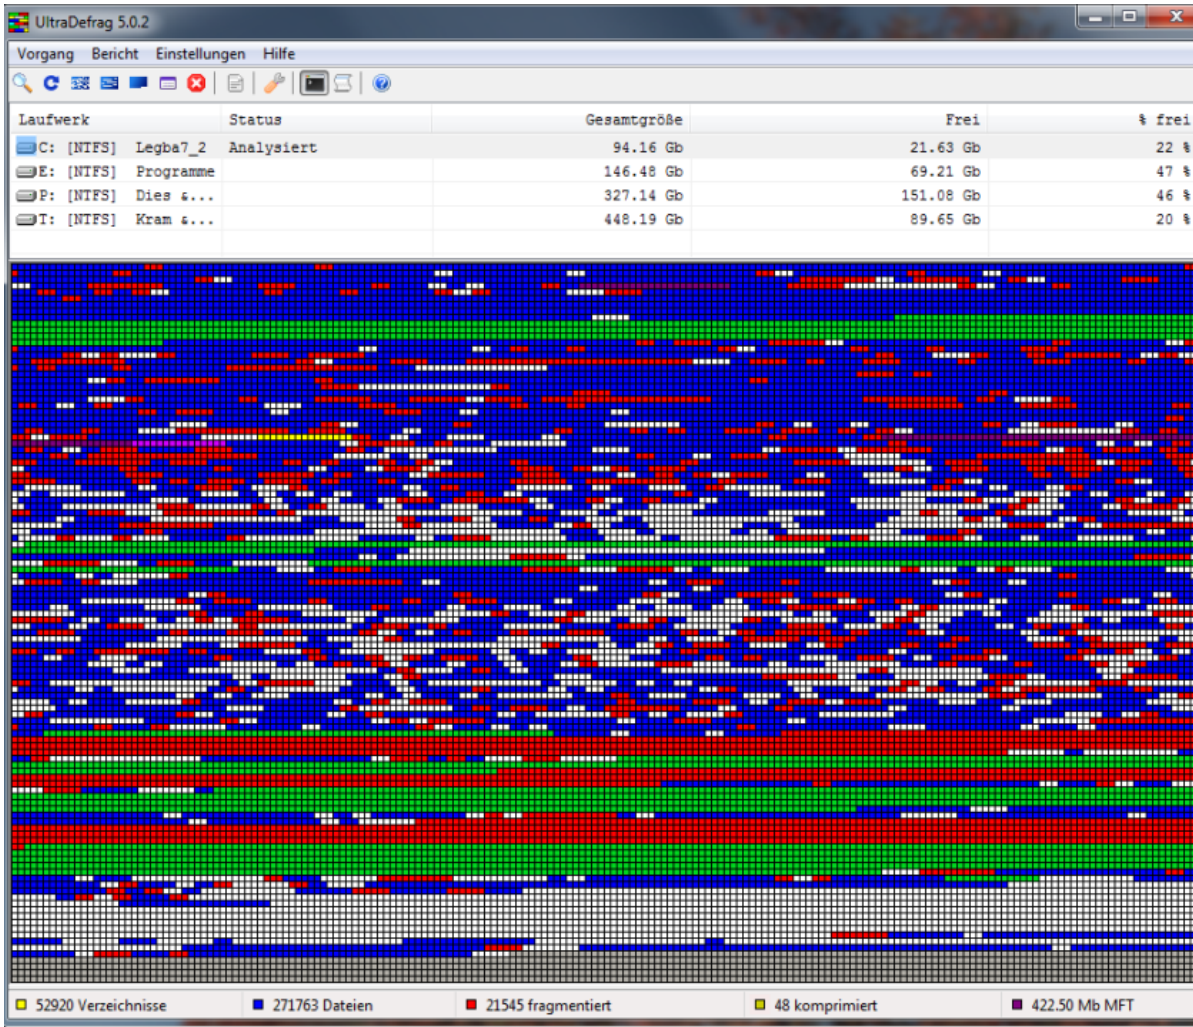 UltraDefrag 5.0.2
Vorgang Bericht Einstellungen Hilfe
Laufwerk Status Gesamtgröße Frei % frei
C: [NTFS] Legba7_2 Analysiert 94.16 Gb 21.63 Gb 22 %
E: [NTFS] Programme 146.48 Gb 69.21 Gb 47 %
P: [NTFS] Dies &... 327.14 Gb 151.08 Gb 46 %
T: [NTFS] Kram &... 448.19 Gb 89.65 Gb 20 %
52920 Verzeichnisse 271763 Dateien 21545 fragmentiert 48 komprimiert 422.50 Mb MFT